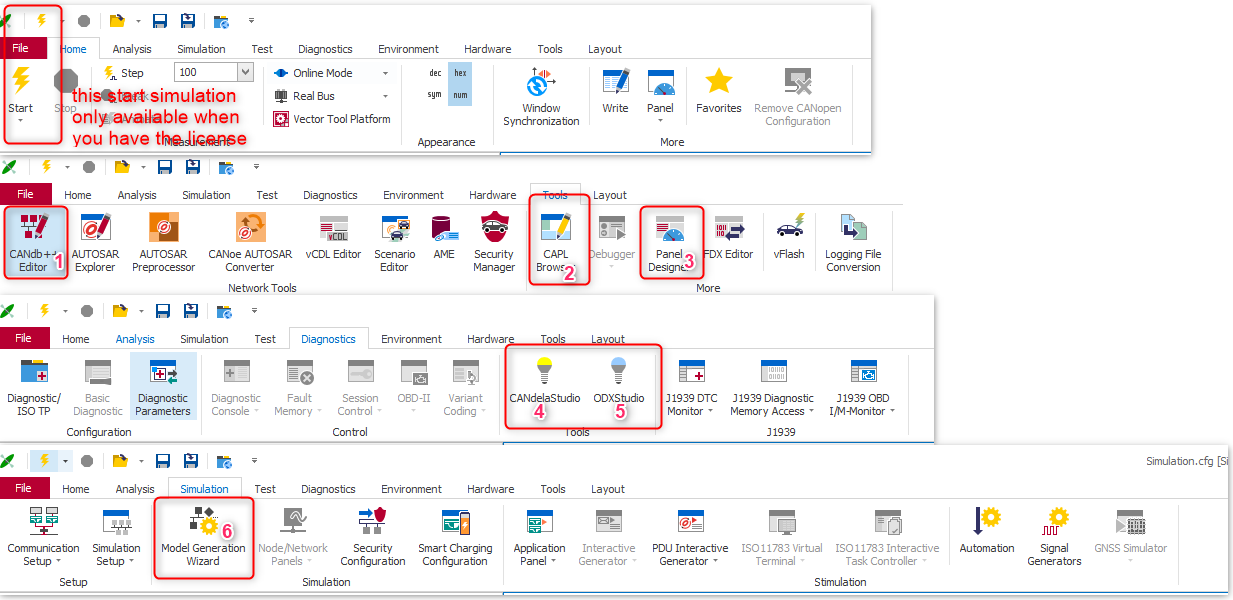 File Home Analysis Simulation Test Diagnostics Environment Hardware Tools Layout
Start
Stop
Step
100
this start simulation
only available when
you have the license
Measurement
Online Mode
Real Bus
Vector Tool Platform
dec hex
sym num
Appearance
Window
Synchronization
Write
Panel
Favorites
Remove CANopen
Configuration
More
File Home Analysis Simulation Test Diagnostics Environment Hardware Tools Layout
CANdb++
Editor
1
AUTOSAR
Explorer
AUTOSAR
Preprocessor
CANoe AUTOSAR
Converter
vCDL
vCDL Editor
Scenario
Editor
AME
Security
Manager
Network Tools
CAPL
2
Debugger
Panel
Designer
3
FDX Editor
vFlash
Logging File
Conversion
More
File Home Analysis Simulation Test Diagnostics Environment Hardware Tools Layout
Diagnostic/
ISO TP
Basic
Diagnostic
Diagnostic
Parameters
Configuration
Diagnostic
Console
Fault
Memory
Session
Control
OBD-II
Variant
Coding
Control
CANdelaStudio
4
ODXStudio
5
Tools
J1939 DTC
Monitor
J1939 Diagnostic
Memory Access
J1939 OBD
I/M-Monitor
J1939
Simulation.cfg [Si
File Home Analysis Simulation Test Diagnostics Environment Hardware Tools Layout
Communication
Setup
Simulation
Setup
Setup
Model Generation
Wizard
6
Node/Network
Panels
Security
Configuration
Smart Charging
Configuration
Simulation
Application
Panel
Interactive
Generator
PDU Interactive
Generator
ISO11783 Virtual
Terminal
ISO11783 Interactive
Task Controller
Stimulation
Automation
Signal
Generators
GNSS Simulator